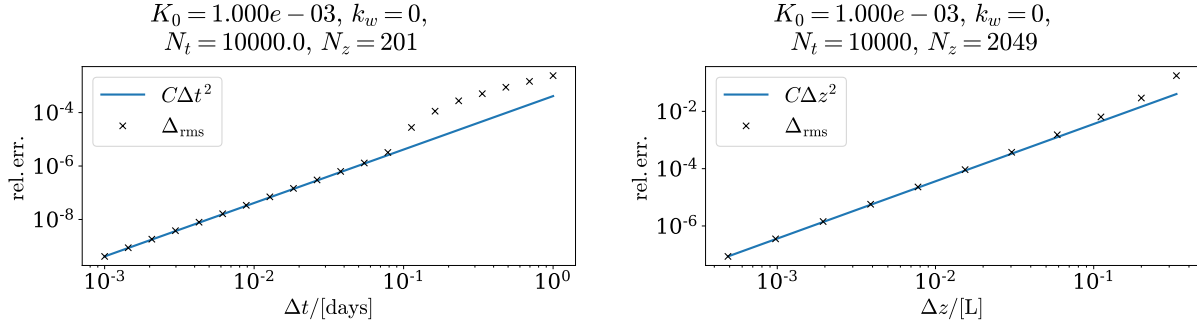 K_0 = 1.000e − 03, k_w = 0,
N_t = 10000.0, N_z = 201
10^{-4}
10^{-6}
10^{-8}
rel. err.
CΔt^2
Δ_rms
10^{-3}
10^{-2}
10^{-1}
10^0
Δt/[days]
K_0 = 1.000e − 03, k_w = 0,
N_t = 10000, N_z = 2049
10^{-2}
10^{-4}
10^{-6}
rel. err.
CΔz^2
Δ_rms
10^{-3}
10^{-2}
10^{-1}
Δz/[L]